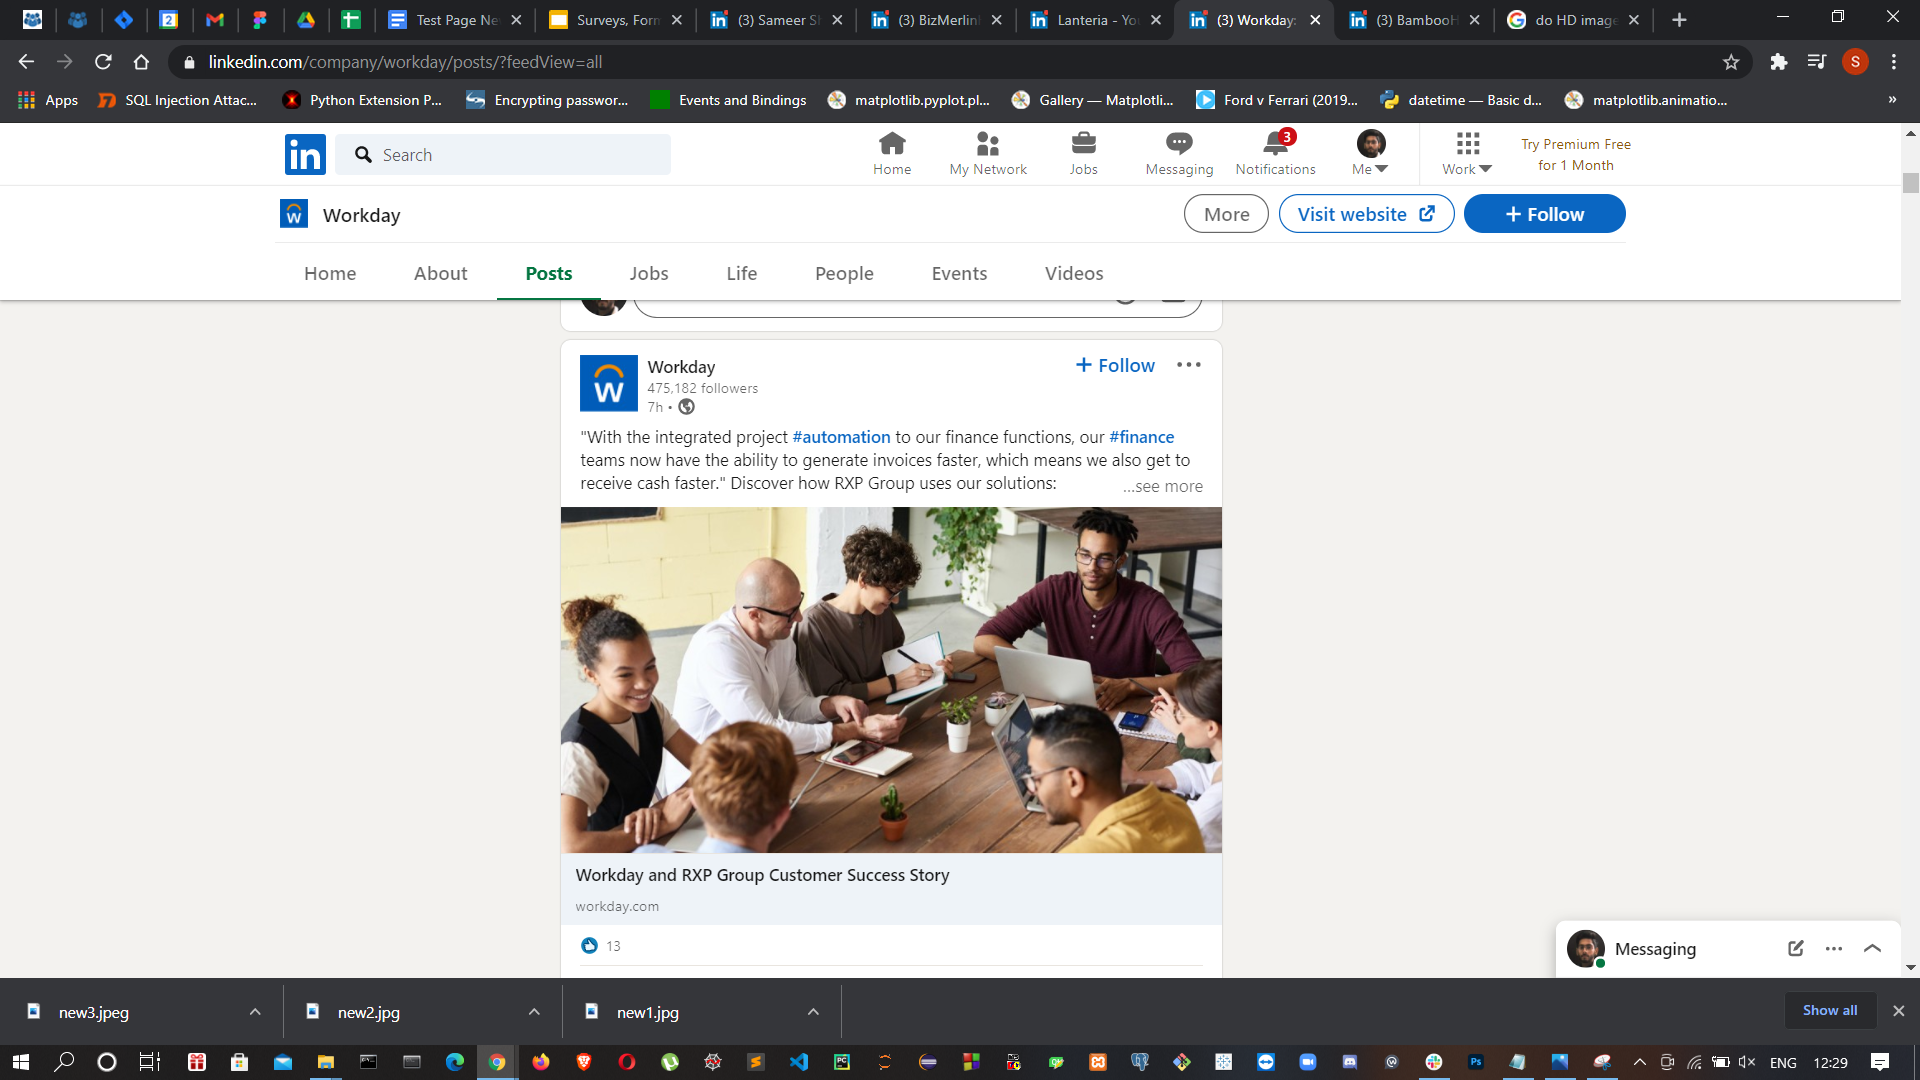 Test Page Ne
Surveys, Form
(3) Sameer Sh
(3) BizMerlin
Lanteria - You
(3) Workday:
(3) BambooH
do HD image
linkedin.com/company/workday/posts/?feedView=all
S
Apps
SQL Injection Attac...
Python Extension P...
Encrypting passwor...
Events and Bindings
matplotlib.pyplot.pl...
Gallery — Matplotli...
Ford v Ferrari (2019...
datetime — Basic d...
matplotlib.animatio...
»
in
Search
Home
My Network
Jobs
Messaging
3
Notifications
Me
Work
Try Premium Free
for 1 Month
Workday
More
Visit website
+ Follow
Home
About
Posts
Jobs
Life
People
Events
Videos
w
Workday
475,182 followers
7h •
+ Follow
"With the integrated project #automation to our finance functions, our #finance
teams now have the ability to generate invoices faster, which means we also get to
receive cash faster." Discover how RXP Group uses our solutions:
...see more
Workday and RXP Group Customer Success Story
workday.com
13
Messaging
new3.jpeg
new2.jpg
new1.jpg
Show all
ENG
12:29